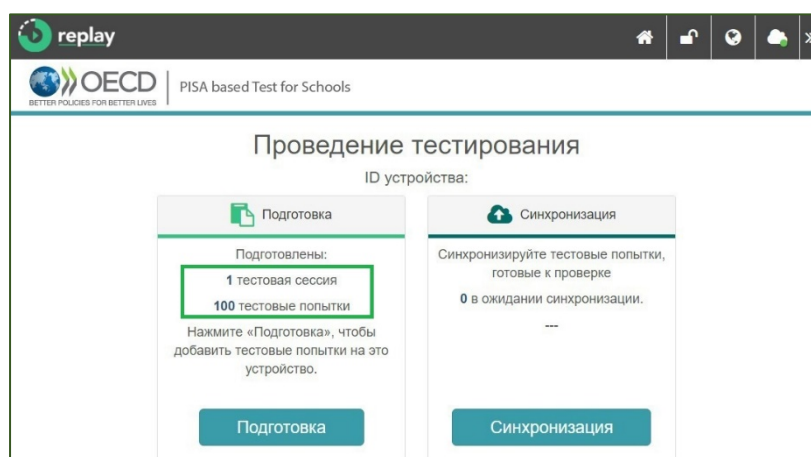 replay
OECD
BETTER POLICIES FOR BETTER LIVES
PISA based Test for Schools
Проведение тестирования
ID устройства:
Подготовка
Подготовлены:
1 тестовая сессия
100 тестовые попытки
Нажмите «Подготовка», чтобы
добавить тестовые попытки на это
устройство.
Подготовка
Синхронизация
Синхронизируйте тестовые попытки,
готовые к проверке
0 в ожидании синхронизации.
---
Синхронизация